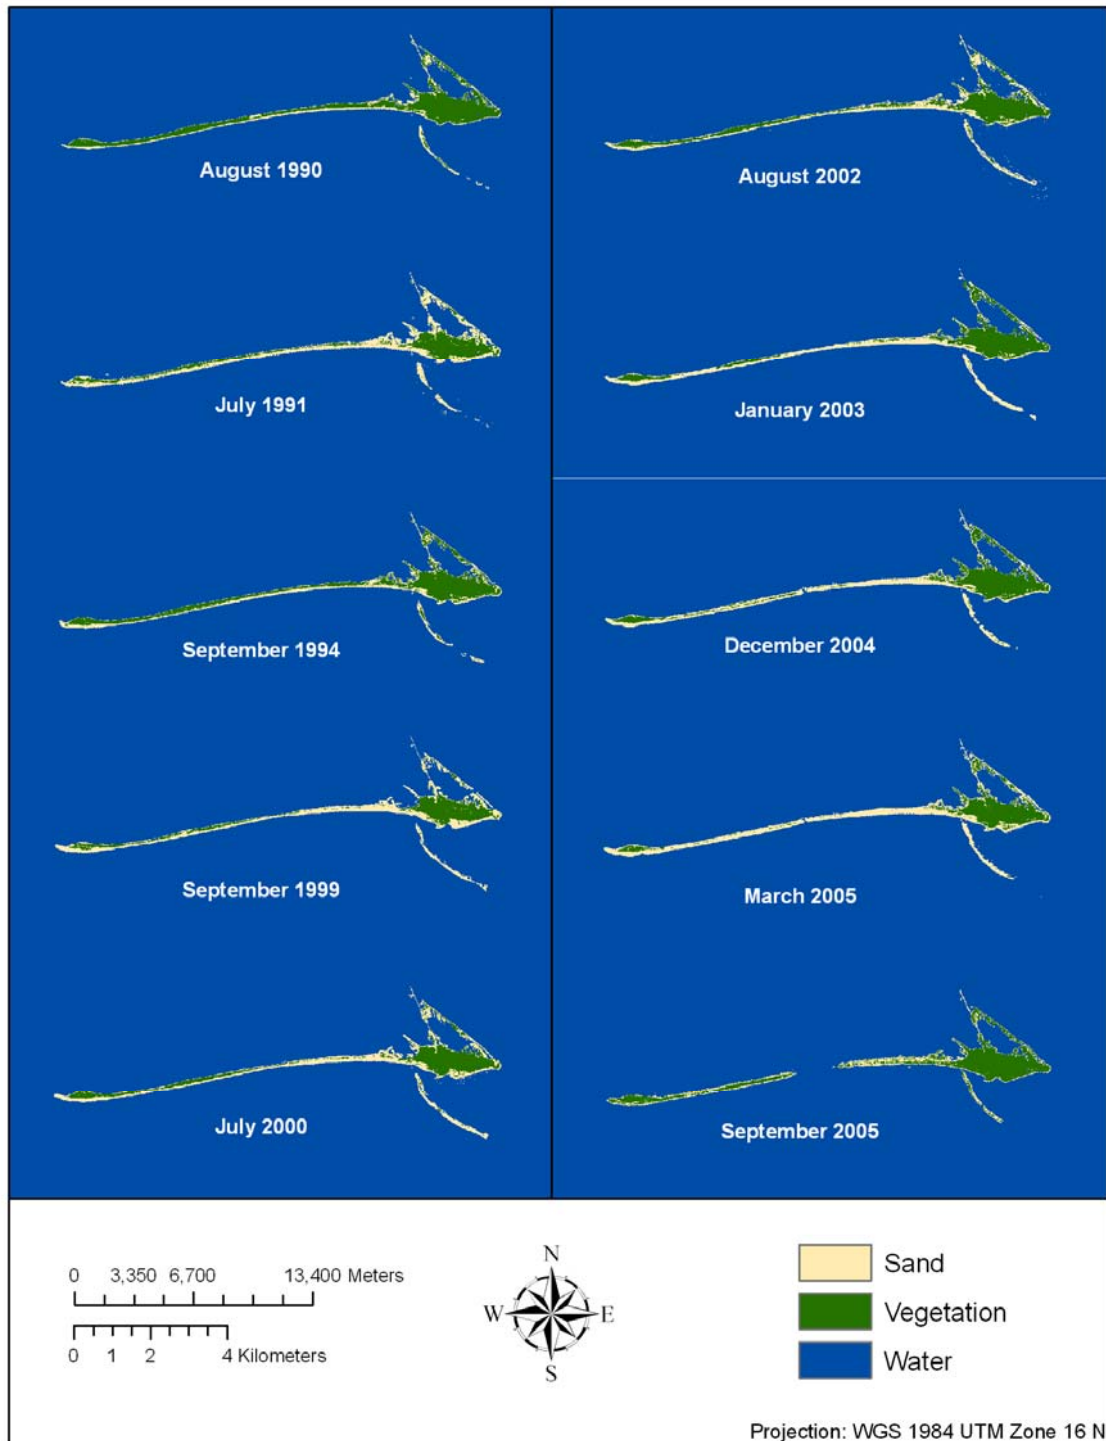 August 1990
August 2002
July 1991
January 2003
September 1994
December 2004
September 1999
March 2005
July 2000
September 2005
0 3,350 6,700 13,400 Meters
0 1 2 4 Kilometers
N
W E
S
Sand
Vegetation
Water
Projection: WGS 1984 UTM Zone 16 N